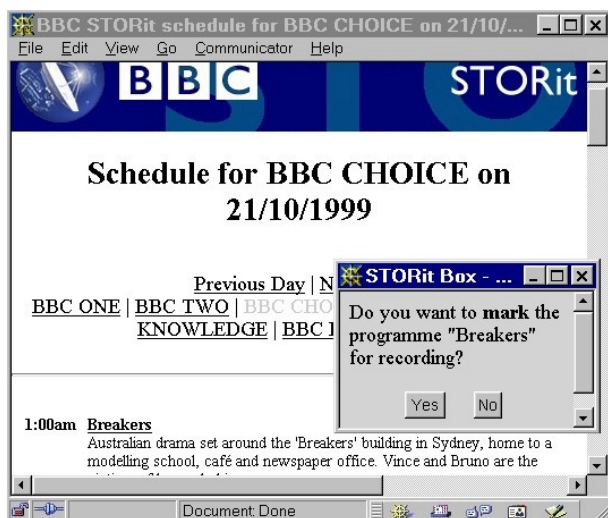 BBC STORit schedule for BBC CHOICE on 21/10/...
File Edit View Go Communicator Help
BBC STORit
Schedule for BBC CHOICE on
21/10/1999
Previous Day | N
BBC ONE | BBC TWO | BBC CHO
KNOWLEDGE | BBC
STORit Box - ...
Do you want to mark the
programme "Breakers"
for recording?
Yes No
1:00am Breakers
Australian drama set around the 'Breakers' building in Sydney, home to a
modelling school, café and newspaper office. Vince and Bruno are the
Document: Done